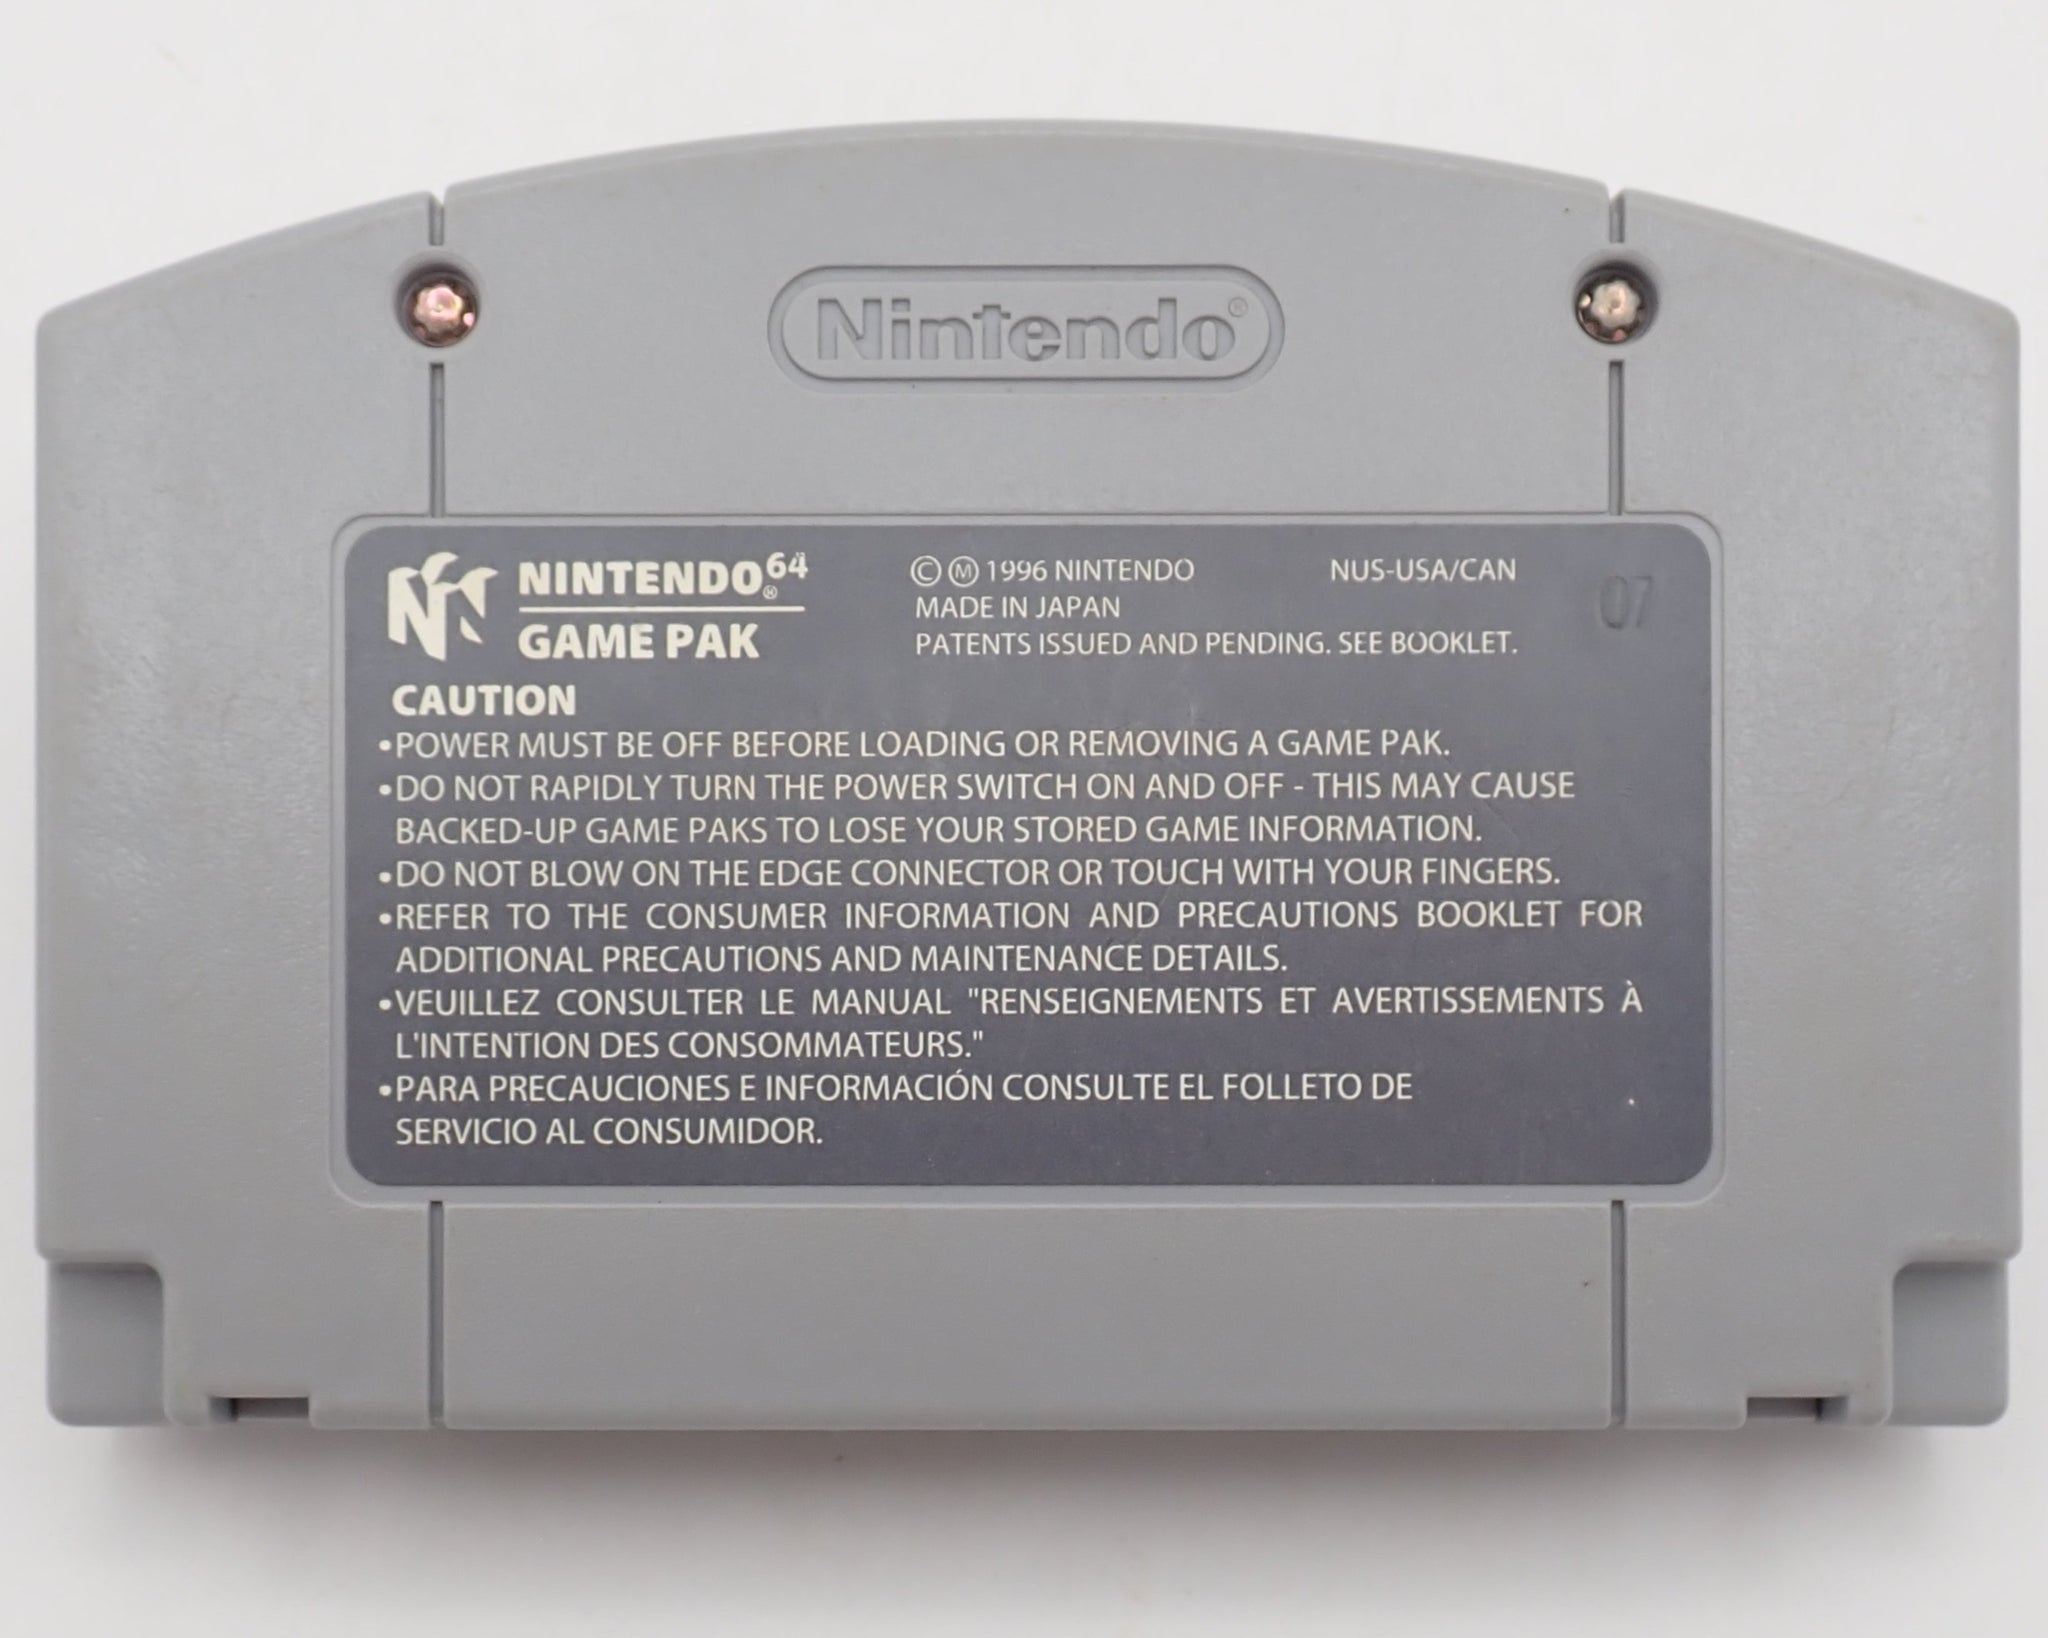 Nintendo®
NINTENDO⁶⁴®
GAME PAK
©Ⓜ 1996 NINTENDO NUS-USA/CAN
MADE IN JAPAN
PATENTS ISSUED AND PENDING. SEE BOOKLET.
07
CAUTION
•POWER MUST BE OFF BEFORE LOADING OR REMOVING A GAME PAK.
•DO NOT RAPIDLY TURN THE POWER SWITCH ON AND OFF - THIS MAY CAUSE
BACKED-UP GAME PAKS TO LOSE YOUR STORED GAME INFORMATION.
•DO NOT BLOW ON THE EDGE CONNECTOR OR TOUCH WITH YOUR FINGERS.
•REFER TO THE CONSUMER INFORMATION AND PRECAUTIONS BOOKLET FOR
ADDITIONAL PRECAUTIONS AND MAINTENANCE DETAILS.
•VEUILLEZ CONSULTER LE MANUAL "RENSEIGNEMENTS ET AVERTISSEMENTS À
L'INTENTION DES CONSOMMATEURS."
•PARA PRECAUCIONES E INFORMACIÓN CONSULTE EL FOLLETO DE
SERVICIO AL CONSUMIDOR.